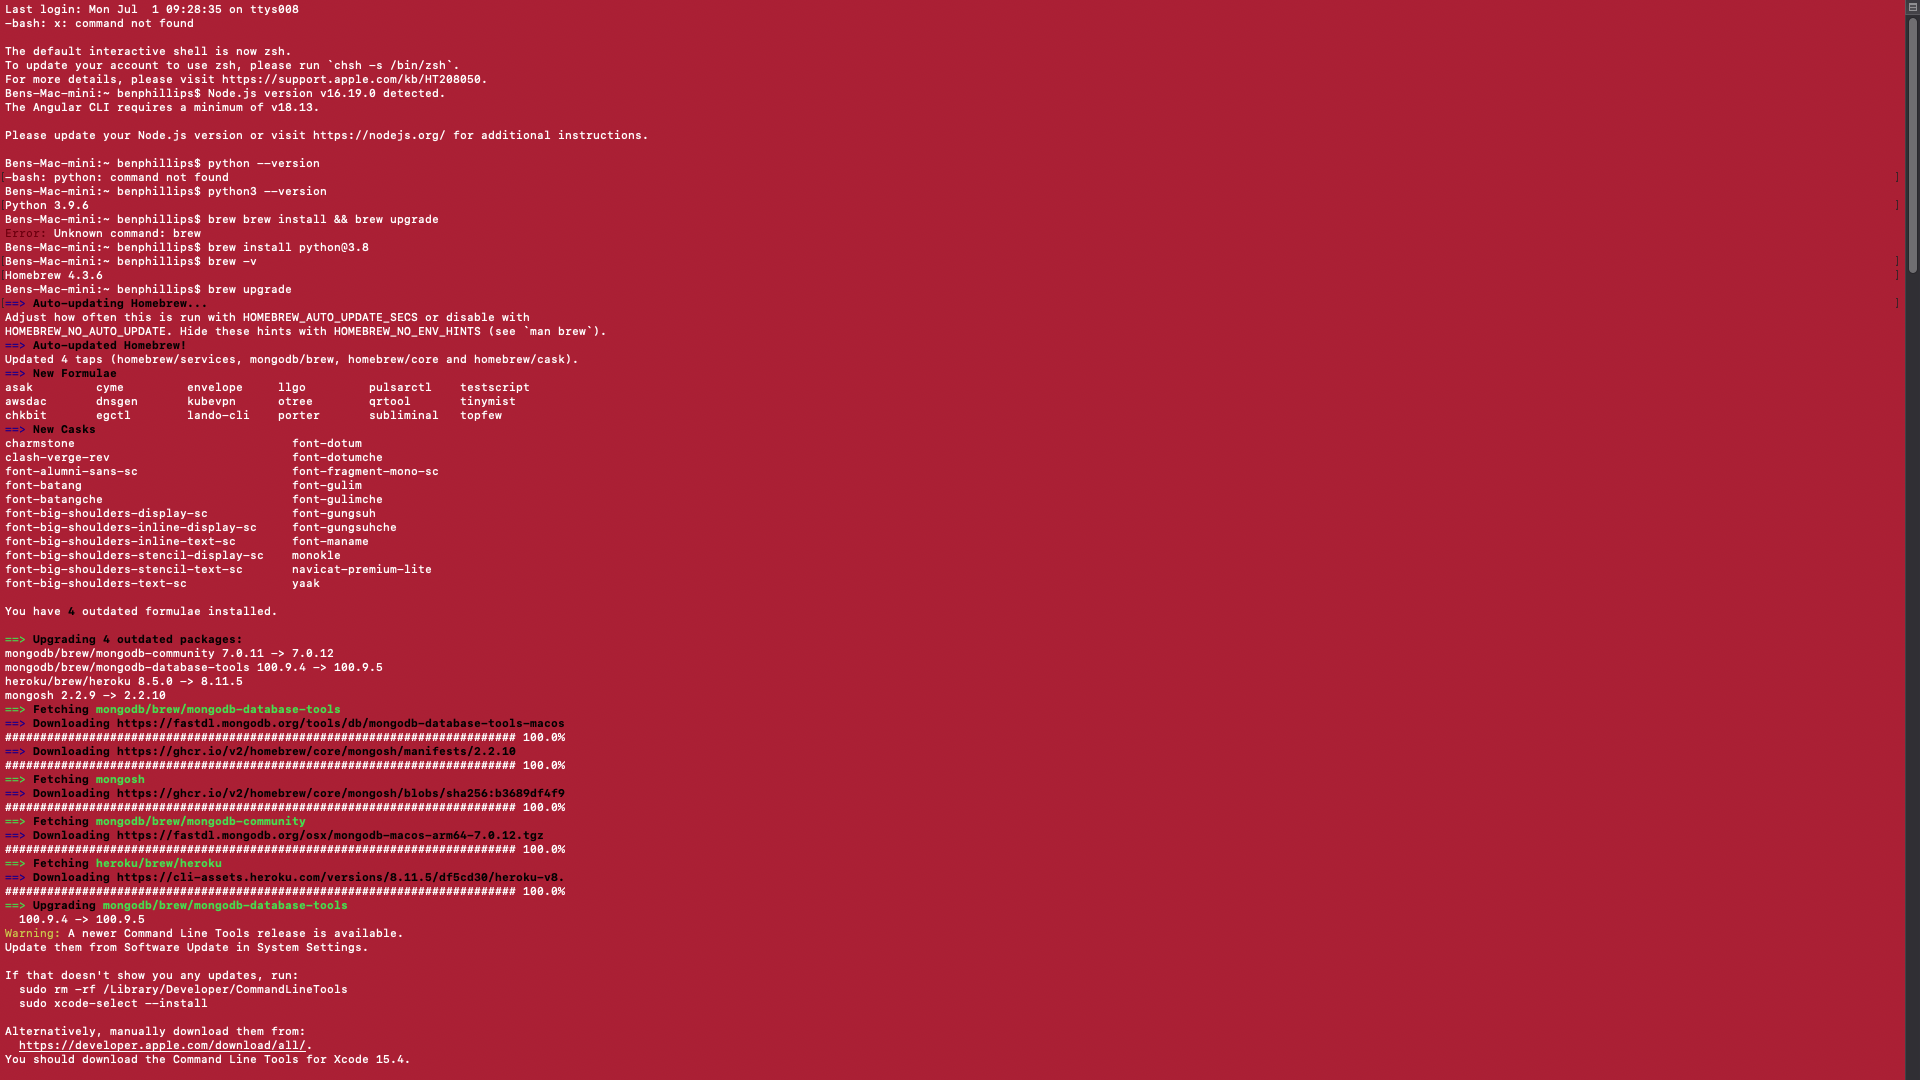 Last login: Mon Jul  1 09:28:35 on ttys008
-bash: x: command not found

The default interactive shell is now zsh.
To update your account to use zsh, please run `chsh -s /bin/zsh`.
For more details, please visit https://support.apple.com/kb/HT208050.
Bens-Mac-mini:~ benphillips$ Node.js version v16.19.0 detected.
The Angular CLI requires a minimum of v18.13.

Please update your Node.js version or visit https://nodejs.org/ for additional instructions.

Bens-Mac-mini:~ benphillips$ python --version
-bash: python: command not found
Bens-Mac-mini:~ benphillips$ python3 --version
Python 3.9.6
Bens-Mac-mini:~ benphillips$ brew brew install && brew upgrade
Error: Unknown command: brew
Bens-Mac-mini:~ benphillips$ brew install python@3.8
Bens-Mac-mini:~ benphillips$ brew -v
Homebrew 4.3.6
Bens-Mac-mini:~ benphillips$ brew upgrade
==> Auto-updating Homebrew...
Adjust how often this is run with HOMEBREW_AUTO_UPDATE_SECS or disable with
HOMEBREW_NO_AUTO_UPDATE. Hide these hints with HOMEBREW_NO_ENV_HINTS (see `man brew`).
==> Auto-updated Homebrew!
Updated 4 taps (homebrew/services, mongodb/brew, homebrew/core and homebrew/cask).
==> New Formulae
asak         cyme         envelope     llgo         pulsarctl    testscript
awsdac       dnsgen       kubevpn      otree        qrtool       tinymist
chkbit       egctl        lando-cli    porter       subliminal   topfew
==> New Casks
charmstone                               font-dotum
clash-verge-rev                          font-dotumche
font-alumni-sans-sc                      font-fragment-mono-sc
font-batang                              font-gulim
font-batangche                           font-gulimche
font-big-shoulders-display-sc            font-gungsuh
font-big-shoulders-inline-display-sc     font-gungsuhche
font-big-shoulders-inline-text-sc        font-maname
font-big-shoulders-stencil-display-sc    monokle
font-big-shoulders-stencil-text-sc       navicat-premium-lite
font-big-shoulders-text-sc               yaak

You have 4 outdated formulae installed.

==> Upgrading 4 outdated packages:
mongodb/brew/mongodb-community 7.0.11 -> 7.0.12
mongodb/brew/mongodb-database-tools 100.9.4 -> 100.9.5
heroku/brew/heroku 8.5.0 -> 8.11.5
mongosh 2.2.9 -> 2.2.10
==> Fetching mongodb/brew/mongodb-database-tools
==> Downloading https://fastdl.mongodb.org/tools/db/mongodb-database-tools-macos
######################################################################### 100.0%
==> Downloading https://ghcr.io/v2/homebrew/core/mongosh/manifests/2.2.10
######################################################################### 100.0%
==> Fetching mongosh
==> Downloading https://ghcr.io/v2/homebrew/core/mongosh/blobs/sha256:b3689df4f9
######################################################################### 100.0%
==> Fetching mongodb/brew/mongodb-community
==> Downloading https://fastdl.mongodb.org/osx/mongodb-macos-arm64-7.0.12.tgz
######################################################################### 100.0%
==> Fetching heroku/brew/heroku
==> Downloading https://cli-assets.heroku.com/versions/8.11.5/df5cd30/heroku-v8.
######################################################################### 100.0%
==> Upgrading mongodb/brew/mongodb-database-tools
  100.9.4 -> 100.9.5
Warning: A newer Command Line Tools release is available.
Update them from Software Update in System Settings.

If that doesn't show you any updates, run:
  sudo rm -rf /Library/Developer/CommandLineTools
  sudo xcode-select --install

Alternatively, manually download them from:
  https://developer.apple.com/download/all/.
You should download the Command Line Tools for Xcode 15.4.